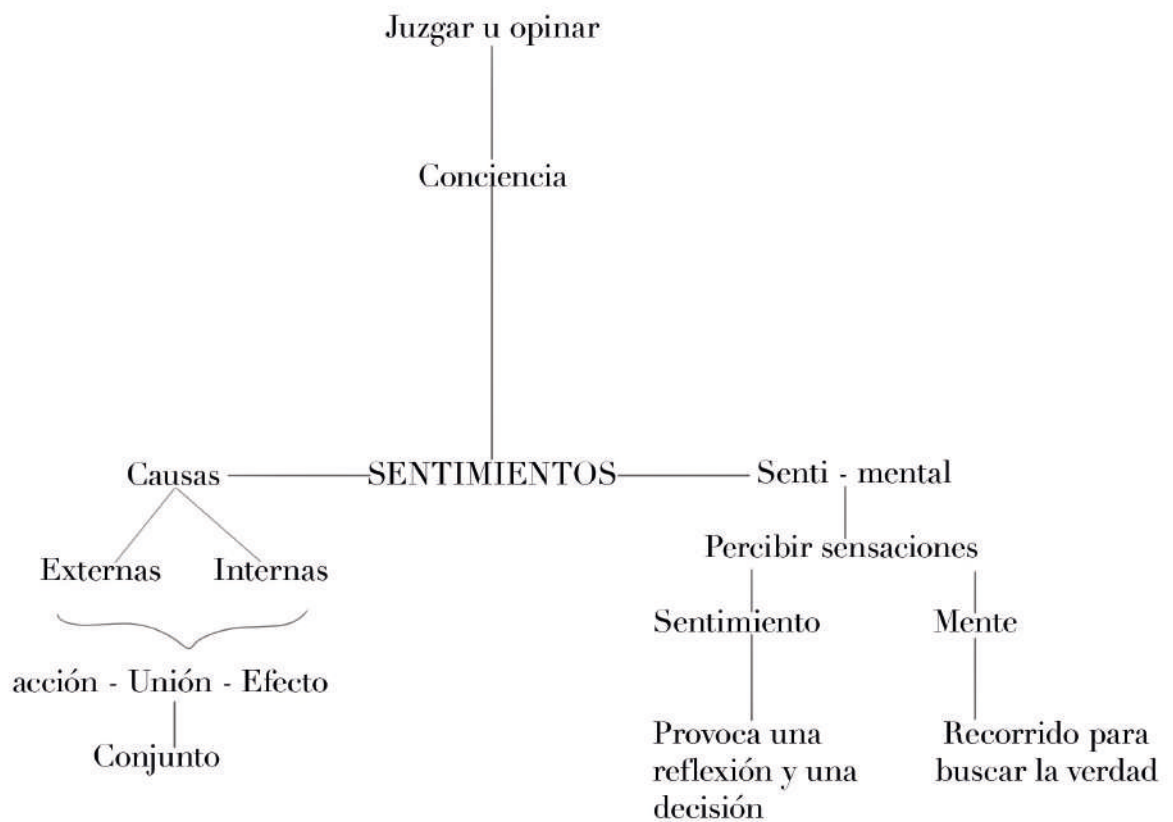 Juzgar u opinar
Conciencia
Causas
SENTIMIENTOS
Senti - mental
Percibir sensaciones
Externas
Internas
Sentimiento
Mente
acción - Unión - Efecto
Conjunto
Provoca una
reflexión y una
decisión
Recorrido para
buscar la verdad